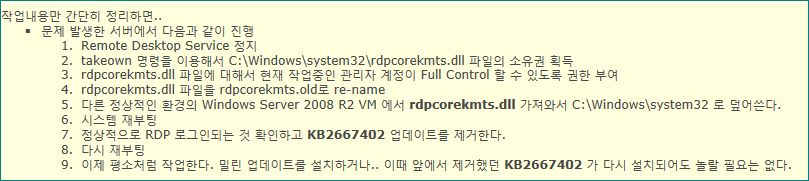 작업내용만 간단히 정리하면..
▪ 문제 발생한 서버에서 다음과 같이 진행
1. Remote Desktop Service 정지
2. takeown 명령을 이용해서 C:\Windows\system32\rdpcorekmts.dll 파일의 소유권 획득
3. rdpcorekmts.dll 파일에 대해서 현재 작업중인 관리자 계정이 Full Control 할 수 있도록 권한 부여
4. rdpcorekmts.dll 파일을 rdpcorekmts.old로 re-name
5. 다른 정상적인 환경의 Windows Server 2008 R2 VM 에서 rdpcorekmts.dll 가져와서 C:\Windows\system32 로 덮어쓴다.
6. 시스템 재부팅
7. 정상적으로 RDP 로그인되는 것 확인하고 KB2667402 업데이트를 제거한다.
8. 다시 재부팅
9. 이제 평소처럼 작업한다. 밀린 업데이트를 설치하거나.. 이때 앞에서 제거했던 KB2667402 가 다시 설치되어도 놀랄 필요는 없다.